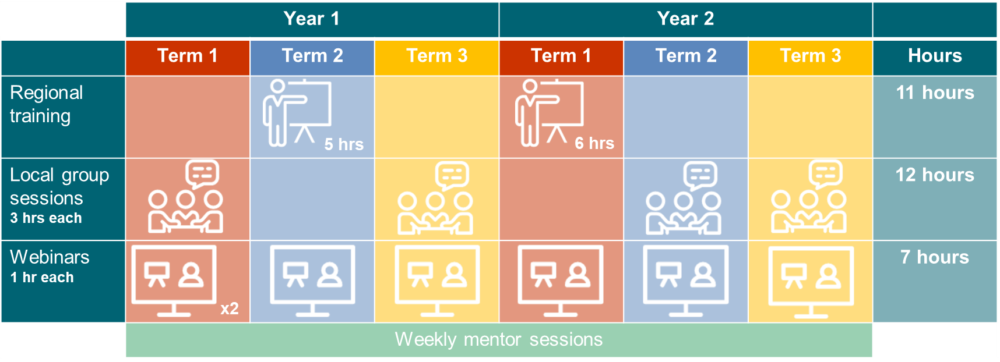 Year 1
Year 2
Term 1
Term 2
Term 3
Term 1
Term 2
Term 3
Hours
Regional
training
5 hrs
6 hrs
11 hours
Local group
sessions
3 hrs each
12 hours
Webinars
1 hr each
x2
7 hours
Weekly mentor sessions